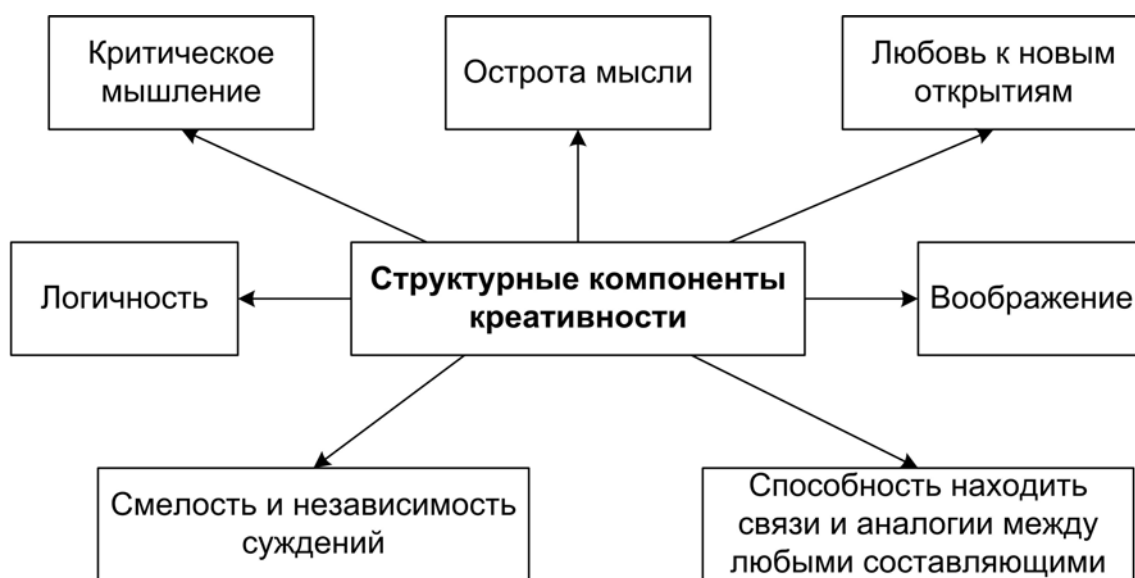 Критическое
мышление
Острота мысли
Любовь к новым
открытиям
Логичность
Структурные компоненты
креативности
Воображение
Смелость и независимость
суждений
Способность находить
связи и аналогии между
любыми составляющими